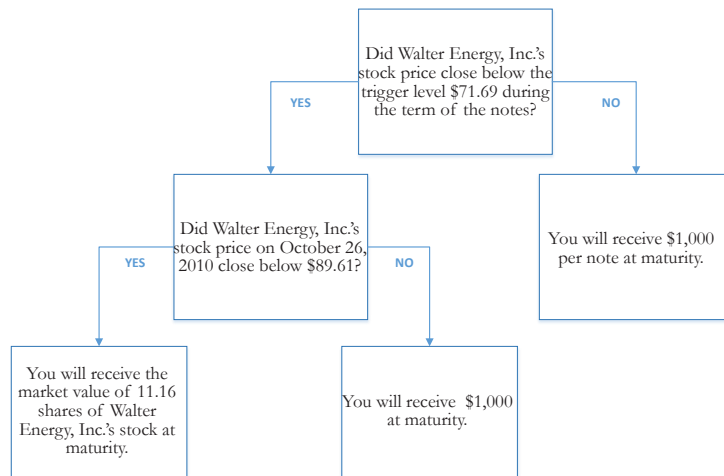 Did Walter Energy, Inc.'s
stock price close below the
trigger level $71.69 during
the term of the notes?
YES
NO
Did Walter Energy, Inc.'s
stock price on October 26,
2010 close below $89.61?
You will receive $1,000
per note at maturity.
YES
NO
You will receive the
market value of 11.16
shares of Walter
Energy, Inc.'s stock at
maturity.
You will receive $1,000
at maturity.